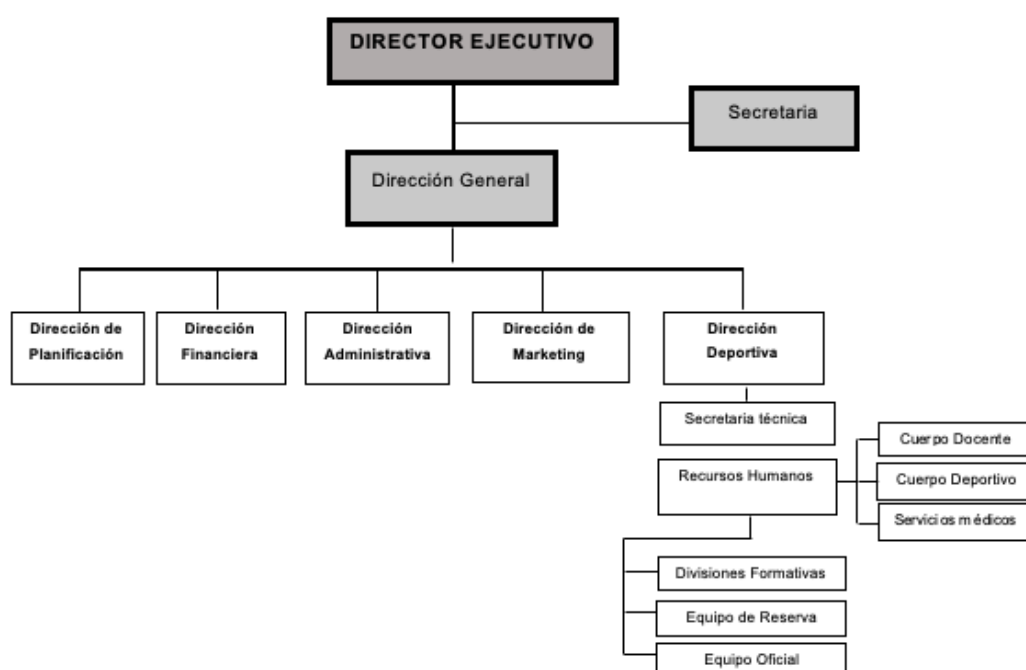 DIRECTOR EJECUTIVO
Secretaria
Dirección General
Dirección de
Planificación
Dirección
Financiera
Dirección
Administrativa
Dirección de
Marketing
Dirección
Deportiva
Secretaria técnica
Recursos Humanos
Cuerpo Docente
Cuerpo Deportivo
Servicios médicos
Divisiones Formativas
Equipo de Reserva
Equipo Oficial